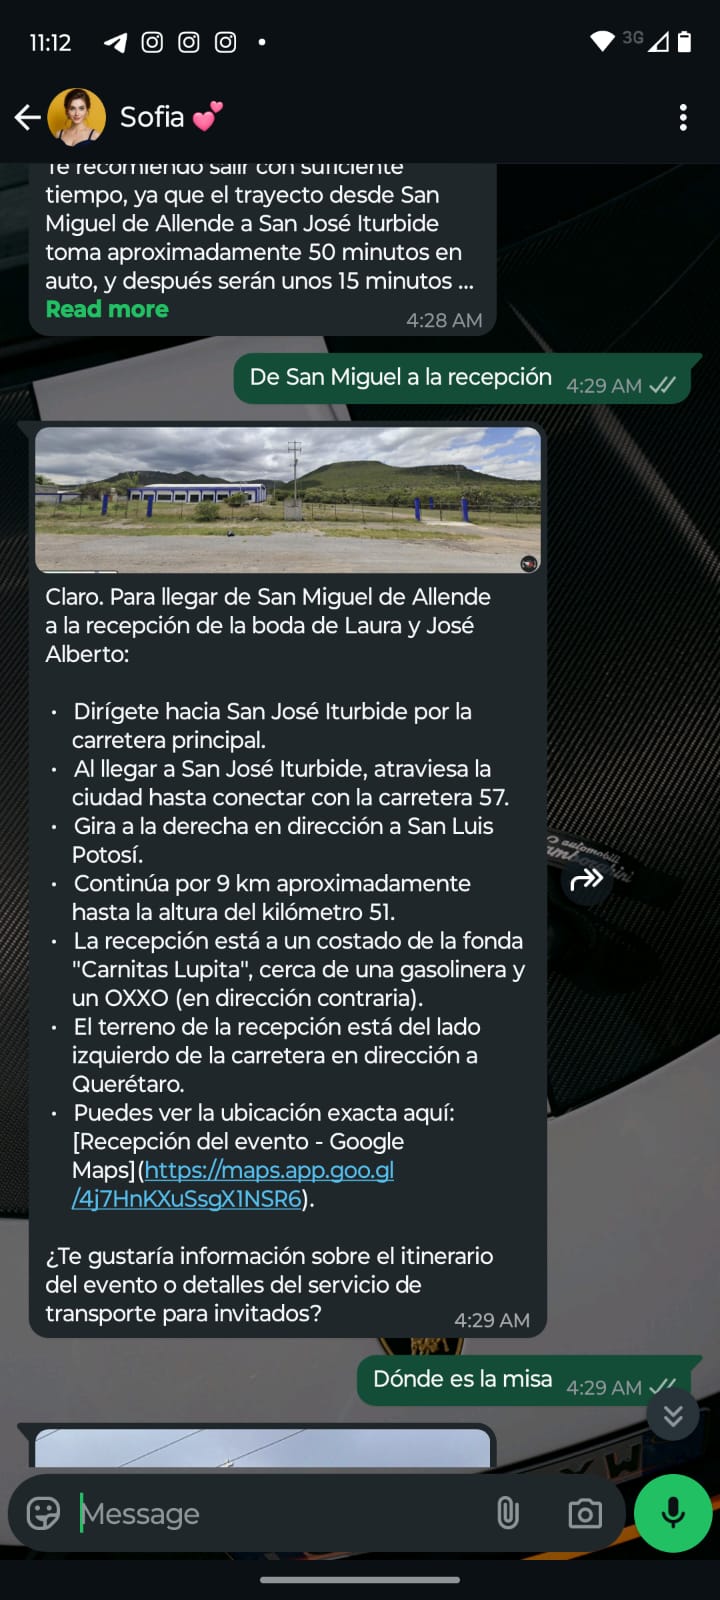 11:12
3G
Sofia 💕
Te recomiendo salir con suficiente
tiempo, ya que el trayecto desde San
Miguel de Allende a San José Iturbide
toma aproximadamente 50 minutos en
auto, y después serán unos 15 minutos ...
Read more
4:28 AM
De San Miguel a la recepción 4:29 AM
Claro. Para llegar de San Miguel de Allende
a la recepción de la boda de Laura y José
Alberto:
• Dirígete hacia San José Iturbide por la
carretera principal.
• Al llegar a San José Iturbide, atraviesa la
ciudad hasta conectar con la carretera 57.
• Gira a la derecha en dirección a San Luis
Potosí.
• Continúa por 9 km aproximadamente
hasta la altura del kilómetro 51.
• La recepción está a un costado de la fonda
"Carnitas Lupita", cerca de una gasolinera y
un OXXO (en dirección contraria).
• El terreno de la recepción está del lado
izquierdo de la carretera en dirección a
Querétaro.
• Puedes ver la ubicación exacta aquí:
[Recepción del evento - Google
Maps](https://maps.app.goo.gl
/4j7HnKXuSsgX1NSR6).
¿Te gustaría información sobre el itinerario
del evento o detalles del servicio de
transporte para invitados?
4:29 AM
Dónde es la misa 4:29 AM
Message